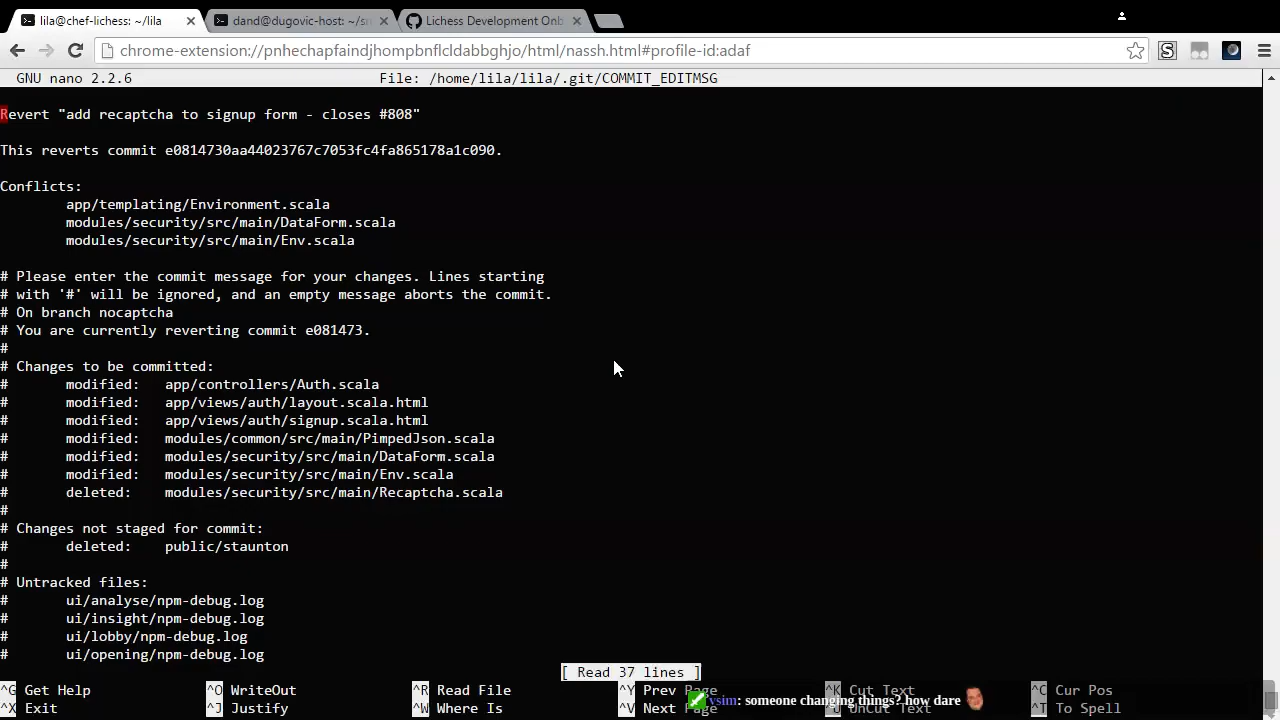 lila@chef-lichess: ~/lila
dand@dugovic-host: ~/s
Lichess Development Onb
chrome-extension://pnhechapfaindjhompbnflcldabbghjo/html/nassh.html#profile-id:adaf
GNU nano 2.2.6 File: /home/lila/lila/.git/COMMIT_EDITMSG
Revert "add recaptcha to signup form - closes #808"
This reverts commit e0814730aa44023767c7053fc4fa865178a1c090.
Conflicts:
app/templating/Environment.scala
modules/security/src/main/DataForm.scala
modules/security/src/main/Env.scala
# Please enter the commit message for your changes. Lines starting
# with '#' will be ignored, and an empty message aborts the commit.
# On branch nocaptcha
# You are currently reverting commit e081473.
#
# Changes to be committed:
# modified: app/controllers/Auth.scala
# modified: app/views/auth/layout.scala.html
# modified: app/views/auth/signup.scala.html
# modified: modules/common/src/main/PimpedJson.scala
# modified: modules/security/src/main/DataForm.scala
# modified: modules/security/src/main/Env.scala
# deleted: modules/security/src/main/Recaptcha.scala
#
# Changes not staged for commit:
# deleted: public/staunton
#
# Untracked files:
# ui/analyse/npm-debug.log
# ui/insight/npm-debug.log
# ui/lobby/npm-debug.log
# ui/opening/npm-debug.log
[ Read 37 lines ]
^G Get Help ^O WriteOut ^R Read File ^Y Prev Page ^K Cut Text ^C Cur Pos
^X Exit ^J Justify ^W Where Is ^V Next Page ^U UnCut Text ^T To Spell
vsim: someone changing things? how dare